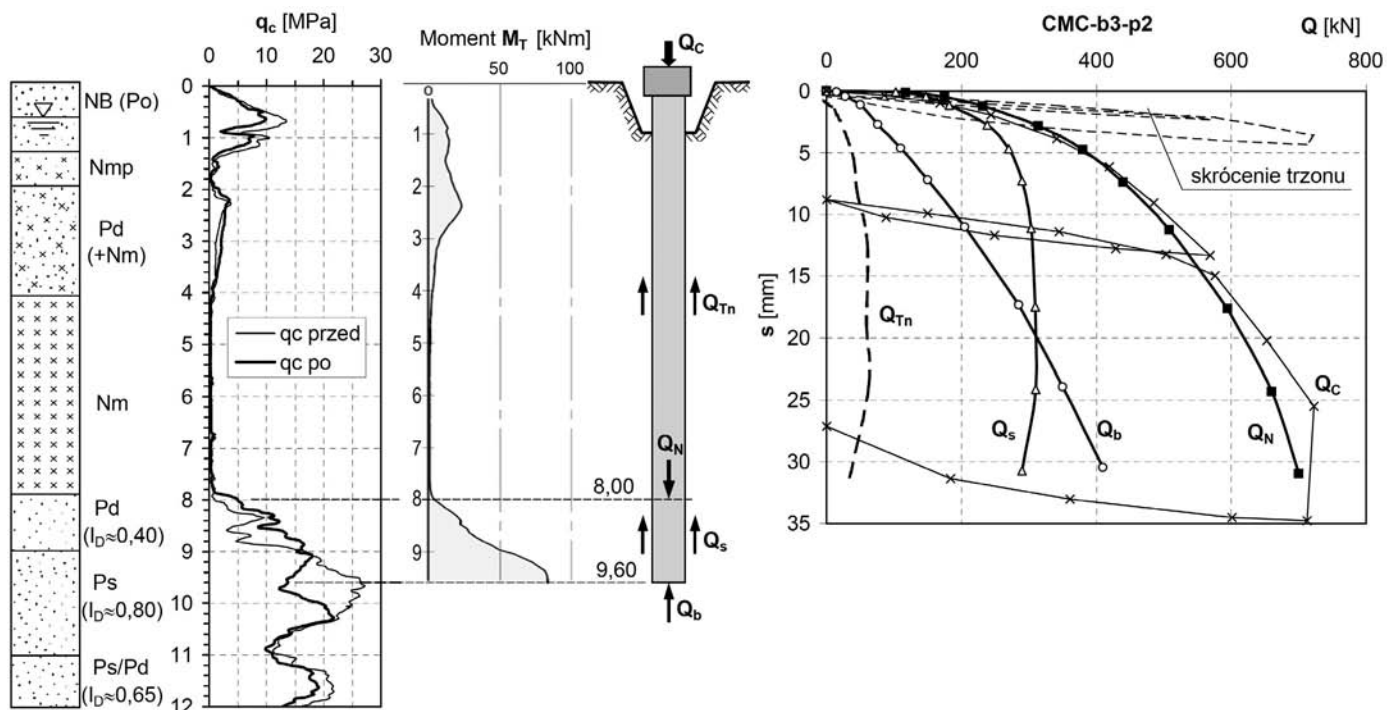 q_c [MPa]
0 10 20 30
0
1
2
3
4
5
6
7
8
9
10
11
12
NB (Po)
Nmp
Pd
(+Nm)
Nm
Pd
(I_D≈0,40)
Ps
(I_D≈0,80)
Ps/Pd
(I_D≈0,65)
qc przed
qc po
Moment M_T [kNm]
50 100
0
1
2
3
4
5
6
7
8
9
Q_C
Q_Tn
Q_N
8,00
Q_s
9,60
Q_b
CMC-b3-p2
Q [kN]
0 200 400 600 800
0
5
10
15
20
25
30
35
s [mm]
skrócenie trzonu
Q_Tn
Q_s
Q_b
Q_N
Q_C